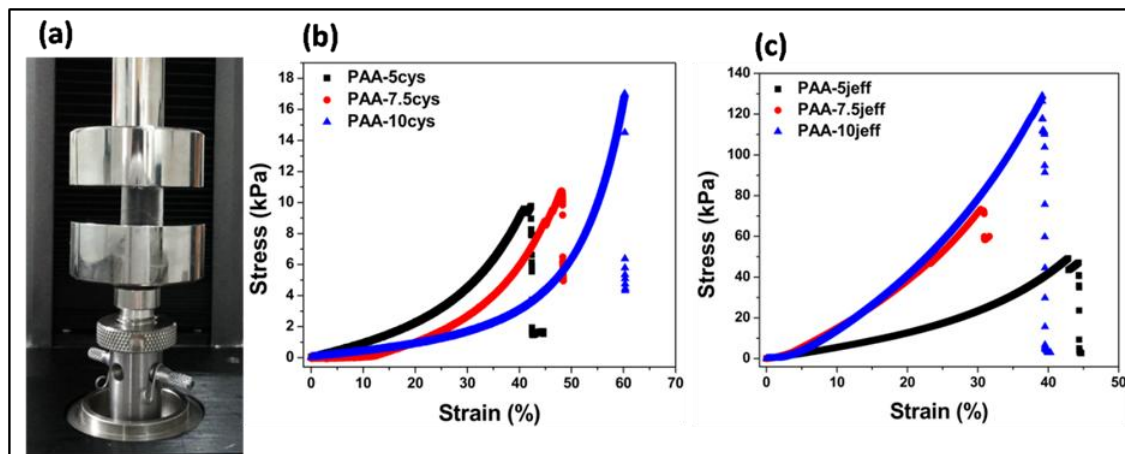 (a)
(b)
PAA-5cys
PAA-7.5cys
PAA-10cys
Stress (kPa)
18
16
14
12
10
8
6
4
2
0
0 10 20 30 40 50 60 70
Strain (%)
(c)
PAA-5jeff
PAA-7.5jeff
PAA-10jeff
Stress (kPa)
140
120
100
80
60
40
20
0
0 10 20 30 40 50
Strain (%)